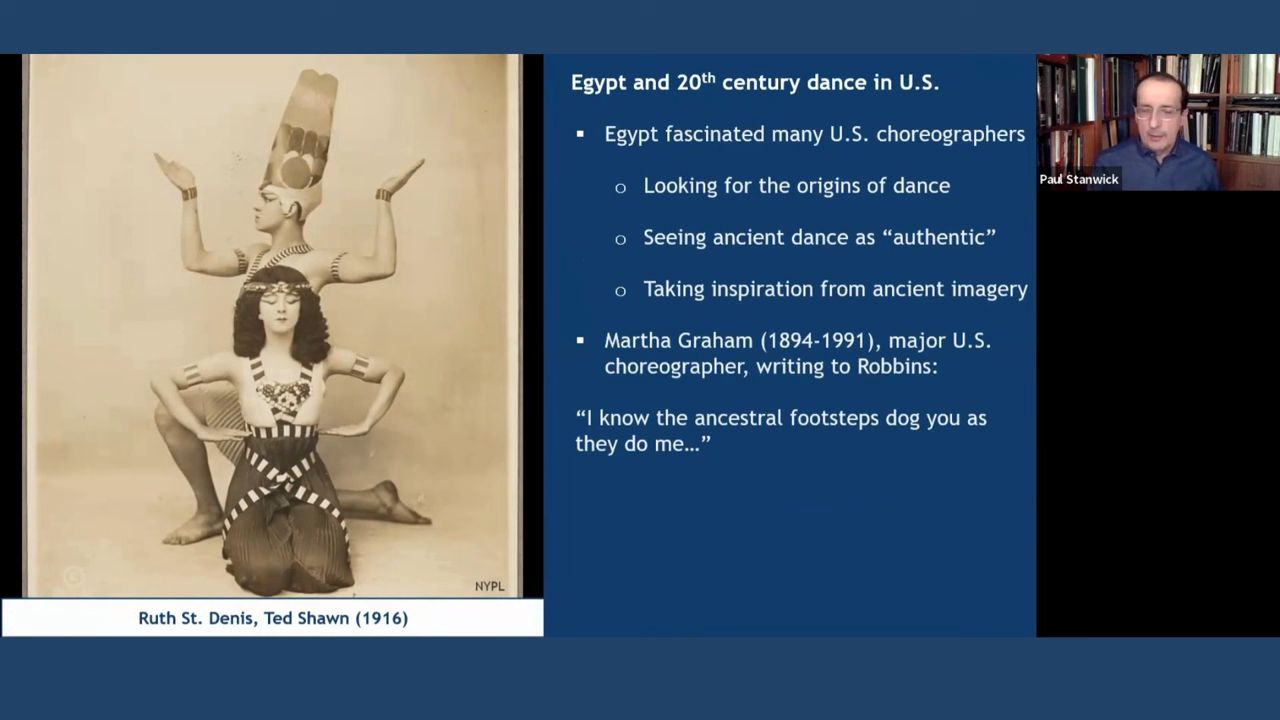 Egypt and 20th century dance in U.S.
▪ Egypt fascinated many U.S. choreographers
o Looking for the origins of dance
o Seeing ancient dance as “authentic”
o Taking inspiration from ancient imagery
▪ Martha Graham (1894-1991), major U.S.
choreographer, writing to Robbins:
“I know the ancestral footsteps dog you as
they do me…”
NYPL
Ruth St. Denis, Ted Shawn (1916)
Paul Stanwick